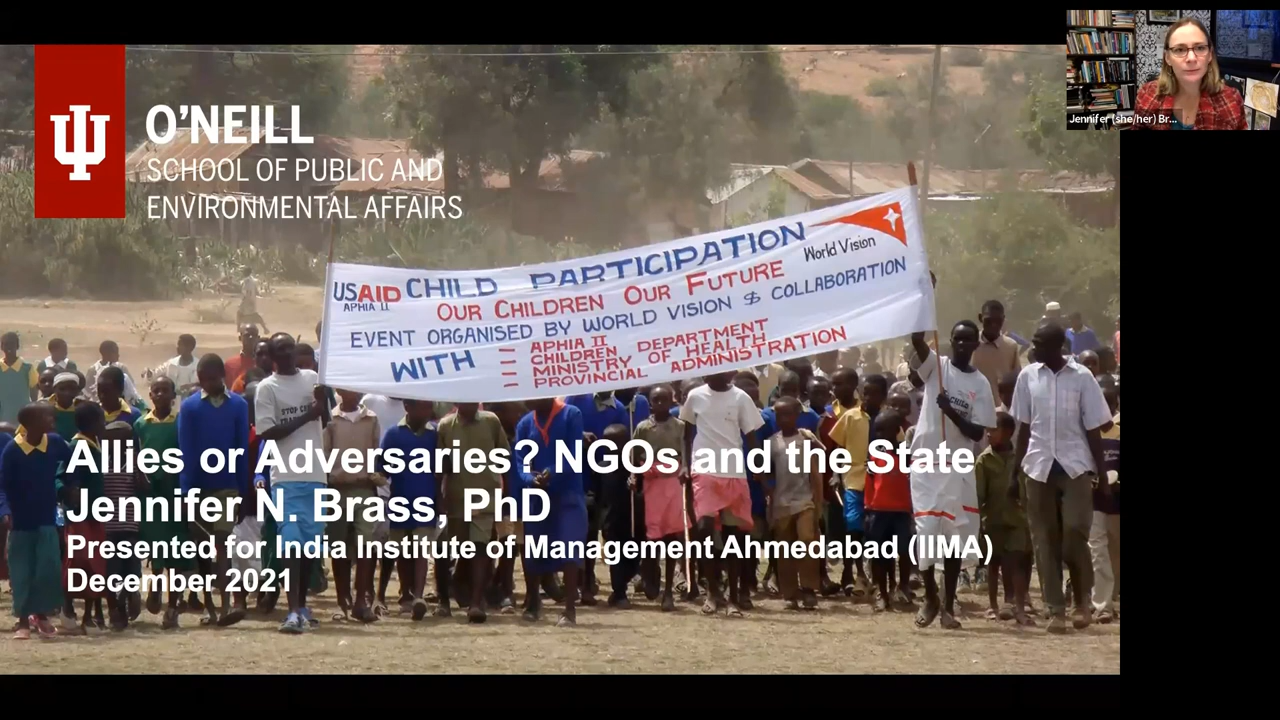 O'NEILL
SCHOOL OF PUBLIC AND
ENVIRONMENTAL AFFAIRS
Jennifer (she/her) Br...
USAID
APHIA II
CHILD PARTICIPATION
World Vision
OUR CHILDREN OUR FUTURE
EVENT ORGANISED BY WORLD VISION & COLLABORATION
WITH
- APHIA II
- CHILDREN DEPARTMENT
- MINISTRY OF HEALTH
- PROVINCIAL ADMINISTRATION
Allies or Adversaries? NGOs and the State
Jennifer N. Brass, PhD
Presented for India Institute of Management Ahmedabad (IIMA)
December 2021